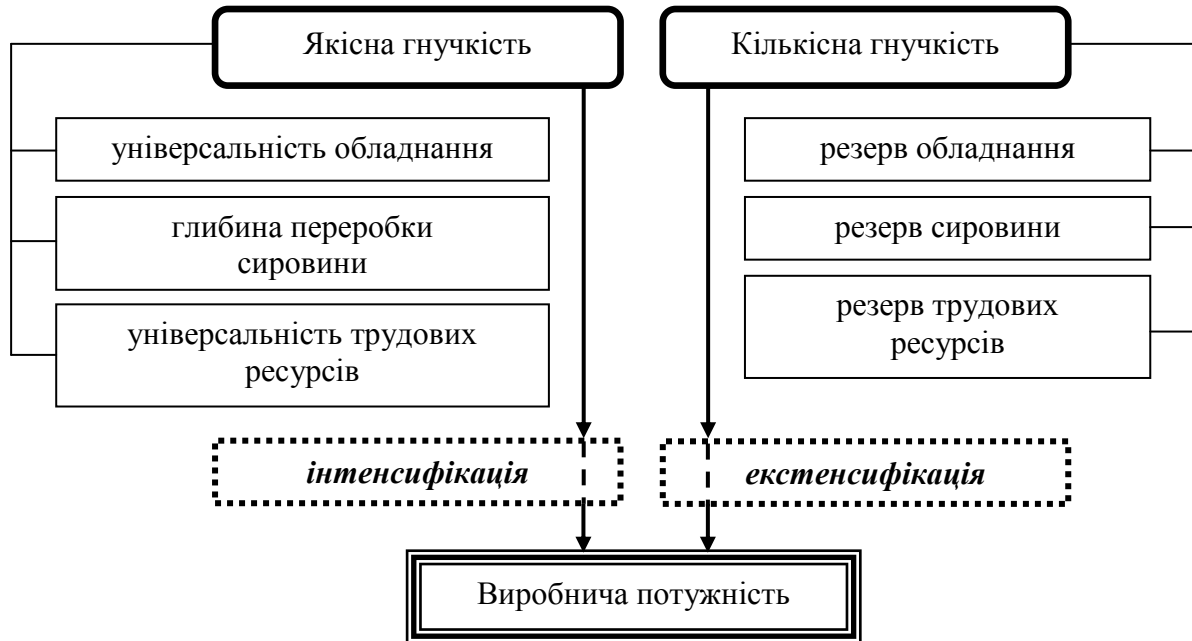 Якісна гнучкість
Кількісна гнучкість
універсальність обладнання
глибина переробки
сировини
універсальність трудових
ресурсів
резерв обладнання
резерв сировини
резерв трудових
ресурсів
інтенсифікація
екстенсифікація
Виробнича потужність